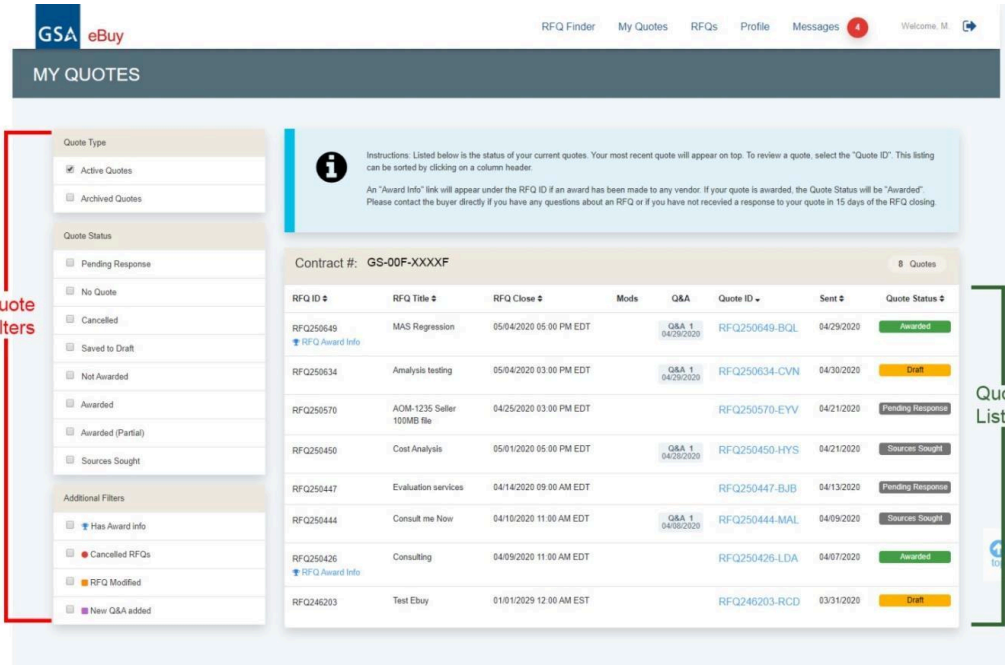 GSA eBuy
RFQ Finder My Quotes RFQs Profile Messages 4 Welcome, M.
MY QUOTES
Quote Type
Active Quotes
Archived Quotes
Quote Status
Pending Response
No Quote
Cancelled
Saved to Draft
Not Awarded
Awarded
Awarded (Partial)
Sources Sought
Additional Filters
Has Award info
Cancelled RFQs
RFQ Modified
New Q&A added
Instructions: Listed below is the status of your current quotes. Your most recent quote will appear on top. To review a quote, select the "Quote ID". This listing
can be sorted by clicking on a column header.
An "Award Info" link will appear under the RFQ ID if an award has been made to any vendor. If your quote is awarded, the Quote Status will be "Awarded".
Please contact the buyer directly if you have any questions about an RFQ or if you have not recevied a response to your quote in 15 days of the RFQ closing.
Contract #: GS-00F-XXXXF 8 Quotes
RFQ ID RFQ Title RFQ Close Mods Q&A Quote ID Sent Quote Status
RFQ250649 MAS Regression 05/04/2020 05:00 PM EDT Q&A 1 RFQ250649-BQL 04/29/2020 Awarded
RFQ Award Info 04/29/2020
RFQ250634 Amalysis testing 05/04/2020 03:00 PM EDT Q&A 1 RFQ250634-CVN 04/30/2020 Draft
04/29/2020
RFQ250570 AOM-1235 Seller 04/25/2020 03:00 PM EDT RFQ250570-EYV 04/21/2020 Pending Response
100MB file
RFQ250450 Cost Analysis 05/01/2020 05:00 PM EDT Q&A 1 RFQ250450-HYS 04/21/2020 Sources Sought
04/28/2020
RFQ250447 Evaluation services 04/14/2020 09:00 AM EDT RFQ250447-BJB 04/13/2020 Pending Response
RFQ250444 Consult me Now 04/10/2020 11:00 AM EDT Q&A 1 RFQ250444-MAL 04/09/2020 Sources Sought
04/08/2020
RFQ250426 Consulting 04/09/2020 11:00 AM EDT RFQ250426-LDA 04/07/2020 Awarded
RFQ Award Info
RFQ246203 Test Ebuy 01/01/2029 12:00 AM EST RFQ246203-RCD 03/31/2020 Draft